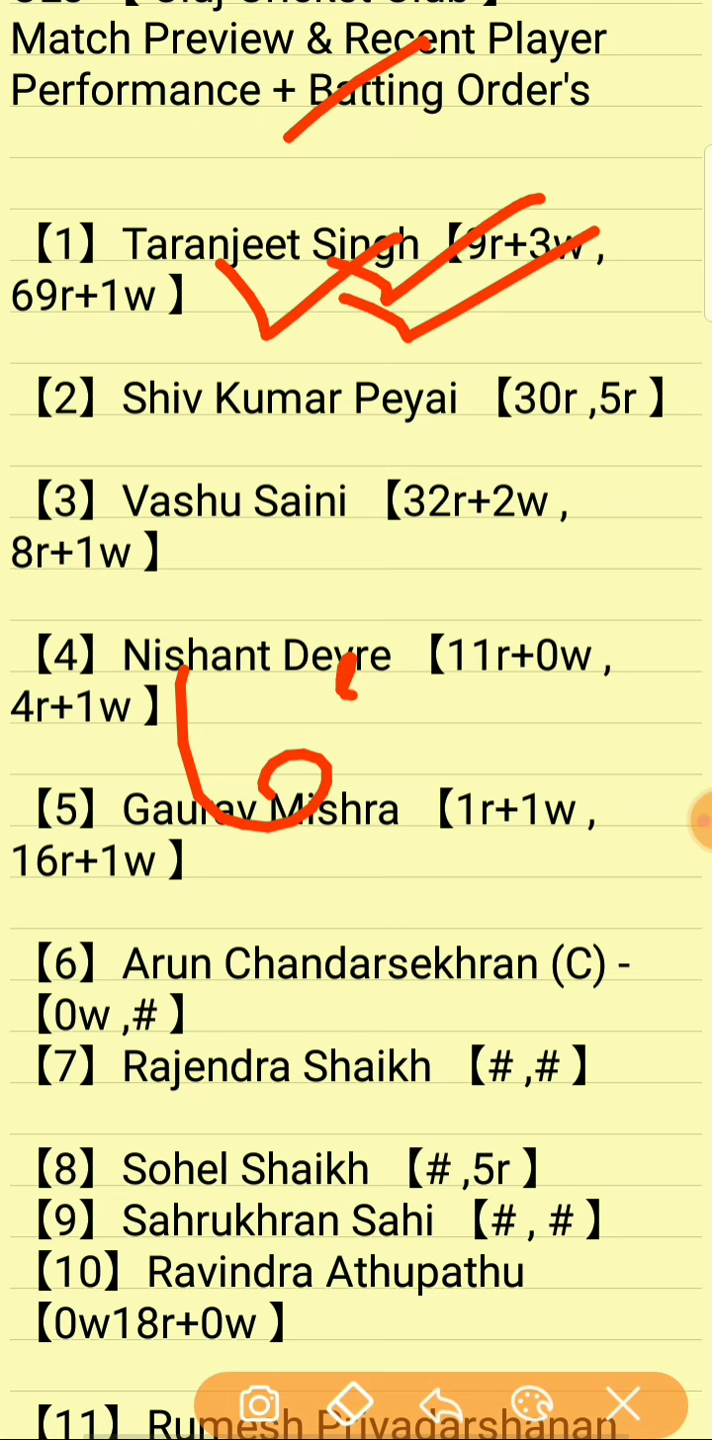 Match Preview & Recent Player
Performance + Batting Order's
【1】 Taranjeet Singh 【9r+3w ,
69r+1w 】
【2】 Shiv Kumar Peyai 【30r ,5r 】
【3】 Vashu Saini 【32r+2w ,
8r+1w 】
【4】 Nishant Devre 【11r+0w ,
4r+1w 】
【5】 Gaurav Mishra 【1r+1w ,
16r+1w 】
【6】 Arun Chandarsekhran (C) -
【0w ,# 】
【7】 Rajendra Shaikh 【# ,# 】
【8】 Sohel Shaikh 【# ,5r 】
【9】 Sahrukhran Sahi 【# , # 】
【10】 Ravindra Athupathu
【0w18r+0w 】
【11】 Rumesh Priyadarshanan